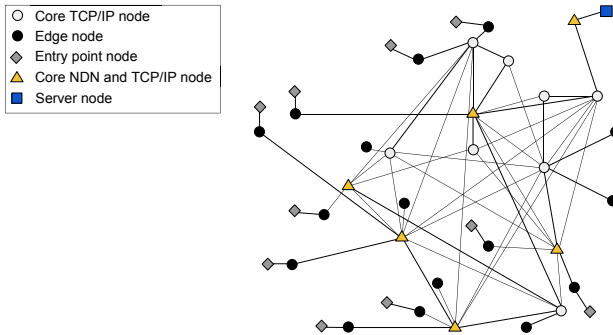 Core TCP/IP node
Edge node
Entry point node
Core NDN and TCP/IP node
Server node